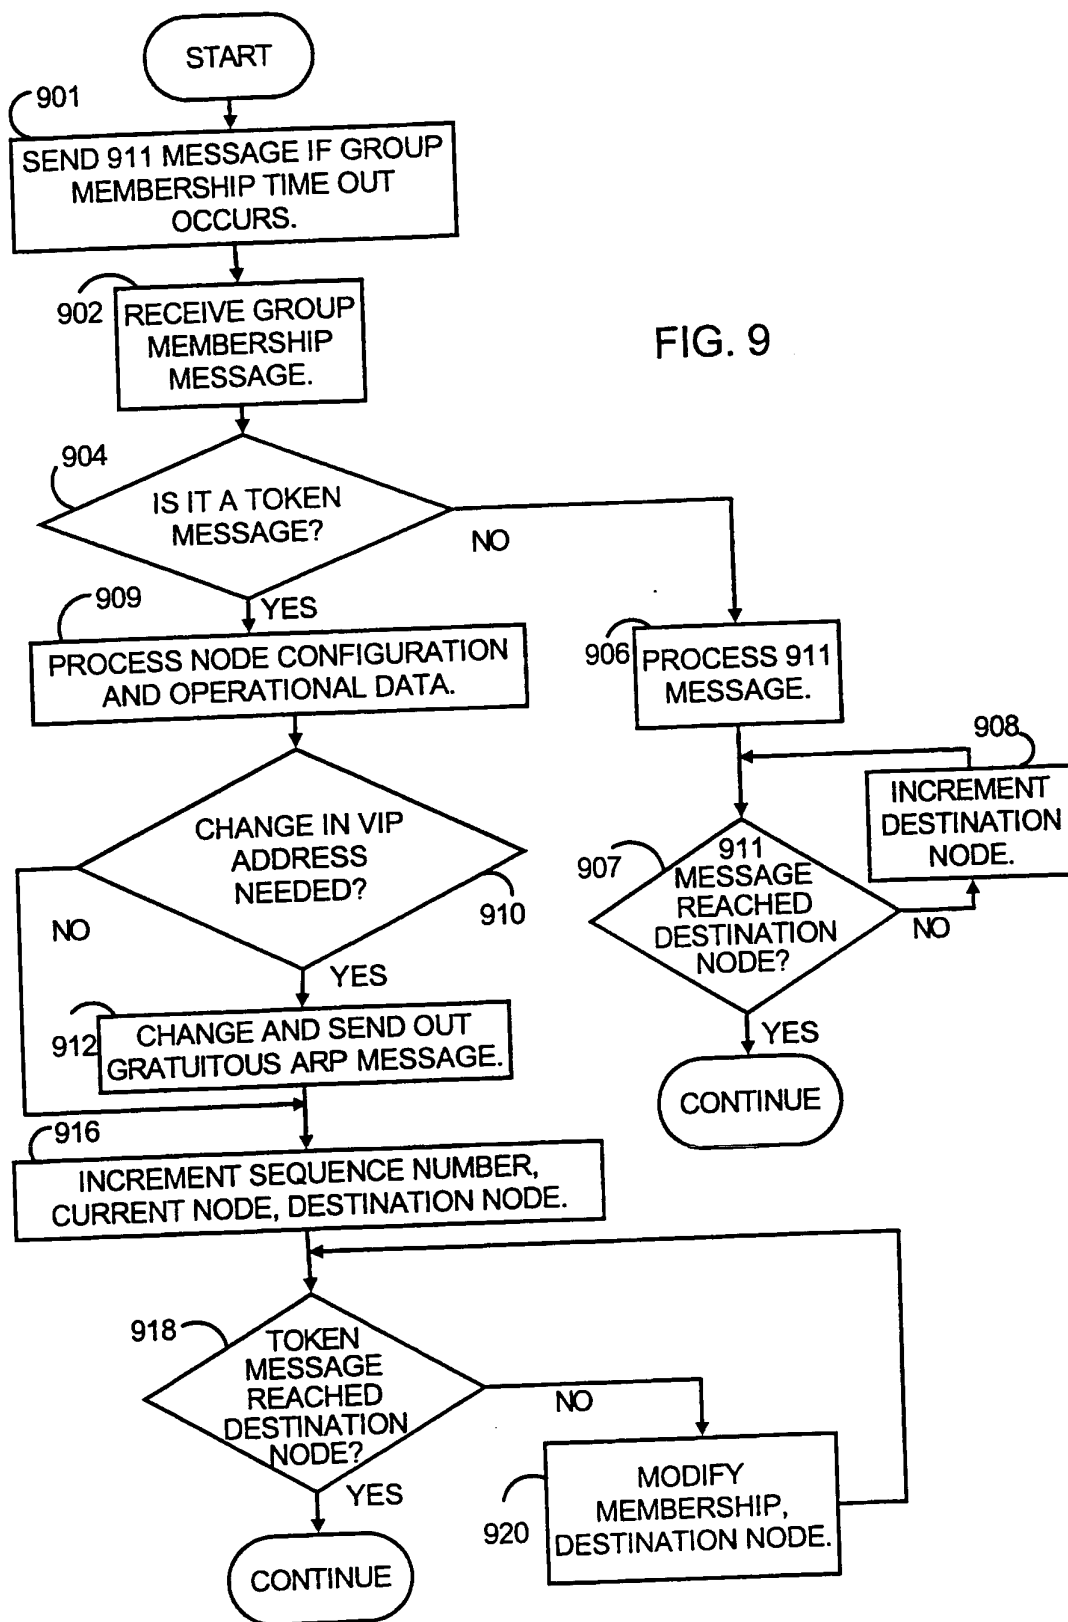 START
901
SEND 911 MESSAGE IF GROUP
MEMBERSHIP TIME OUT
OCCURS.
902
RECEIVE GROUP
MEMBERSHIP
MESSAGE.
FIG. 9
904
IS IT A TOKEN
MESSAGE?
NO
YES
909
PROCESS NODE CONFIGURATION
AND OPERATIONAL DATA.
906
PROCESS 911
MESSAGE.
908
INCREMENT
DESTINATION
NODE.
907
911
MESSAGE
REACHED
DESTINATION
NODE?
NO
YES
CONTINUE
CHANGE IN VIP
ADDRESS
NEEDED?
910
NO
YES
912
CHANGE AND SEND OUT
GRATUITOUS ARP MESSAGE.
916
INCREMENT SEQUENCE NUMBER,
CURRENT NODE, DESTINATION NODE.
918
TOKEN
MESSAGE
REACHED
DESTINATION
NODE?
NO
YES
920
MODIFY
MEMBERSHIP,
DESTINATION NODE.
CONTINUE